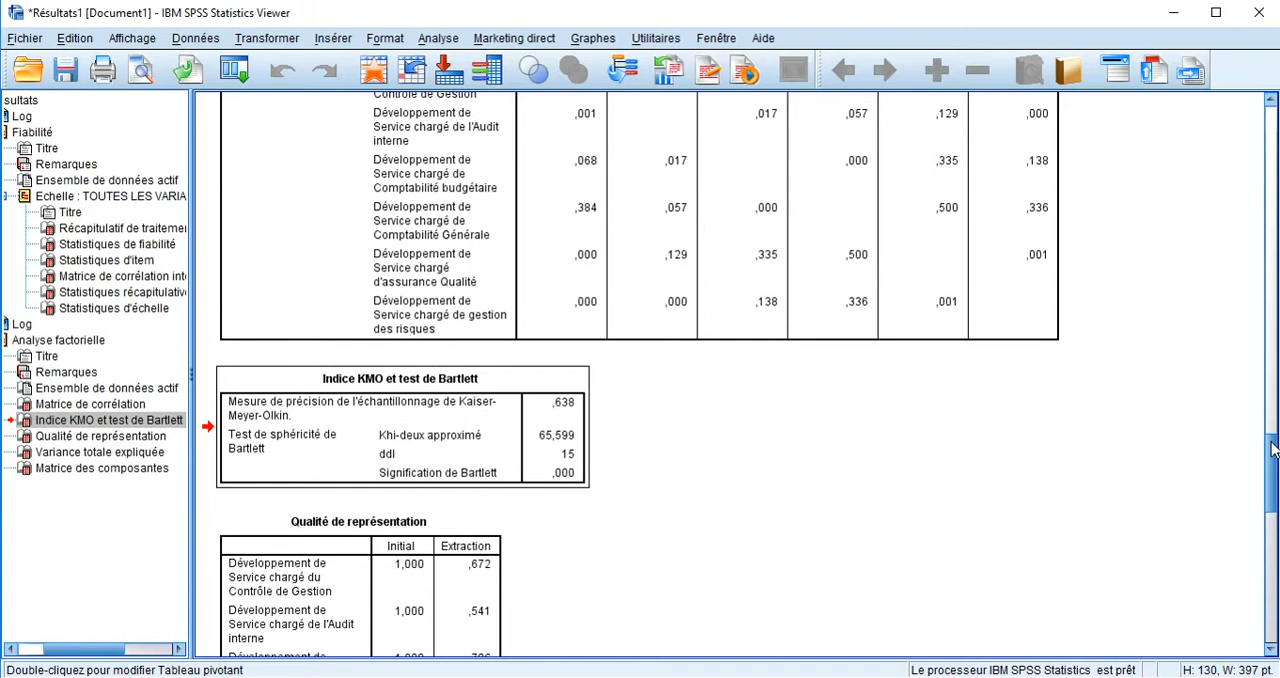 *Résultats1 [Document1] - IBM SPSS Statistics Viewer
Fichier Edition Affichage Données Transformer Insérer Format Analyse Marketing direct Graphes Utilitaires Fenêtre Aide
sultats
Log
Fiabilité
Titre
Remarques
Ensemble de données actif
Echelle : TOUTES LES VARIA
Titre
Récapitulatif de traitemer
Statistiques de fiabilité
Statistiques d'item
Matrice de corrélation inte
Statistiques récapitulative
Statistiques d'échelle
Log
Analyse factorielle
Titre
Remarques
Ensemble de données actif
Matrice de corrélation
Indice KMO et test de Bartlett
Qualité de représentation
Variance totale expliquée
Matrice des composantes
Contrôle de Gestion
Développement de ,001 ,017 ,057 ,129 ,000
Service chargé de l'Audit
interne
Développement de ,068 ,017 ,000 ,335 ,138
Service chargé de
Comptabilité budgétaire
Développement de ,384 ,057 ,000 ,500 ,336
Service chargé de
Comptabilité Générale
Développement de ,000 ,129 ,335 ,500 ,001
Service chargé
d'assurance Qualité
Développement de ,000 ,000 ,138 ,336 ,001
Service chargé de gestion
des risques
Indice KMO et test de Bartlett
Mesure de précision de l'échantillonnage de Kaiser- ,638
Meyer-Olkin.
Test de sphéricité de Khi-deux approximé 65,599
Bartlett
ddl 15
Signification de Bartlett ,000
Qualité de représentation
Initial Extraction
Développement de 1,000 ,672
Service chargé du
Contrôle de Gestion
Développement de 1,000 ,541
Service chargé de l'Audit
interne
Double-cliquez pour modifier Tableau pivotant
Le processeur IBM SPSS Statistics est prêt
H: 130, W: 397 pt.